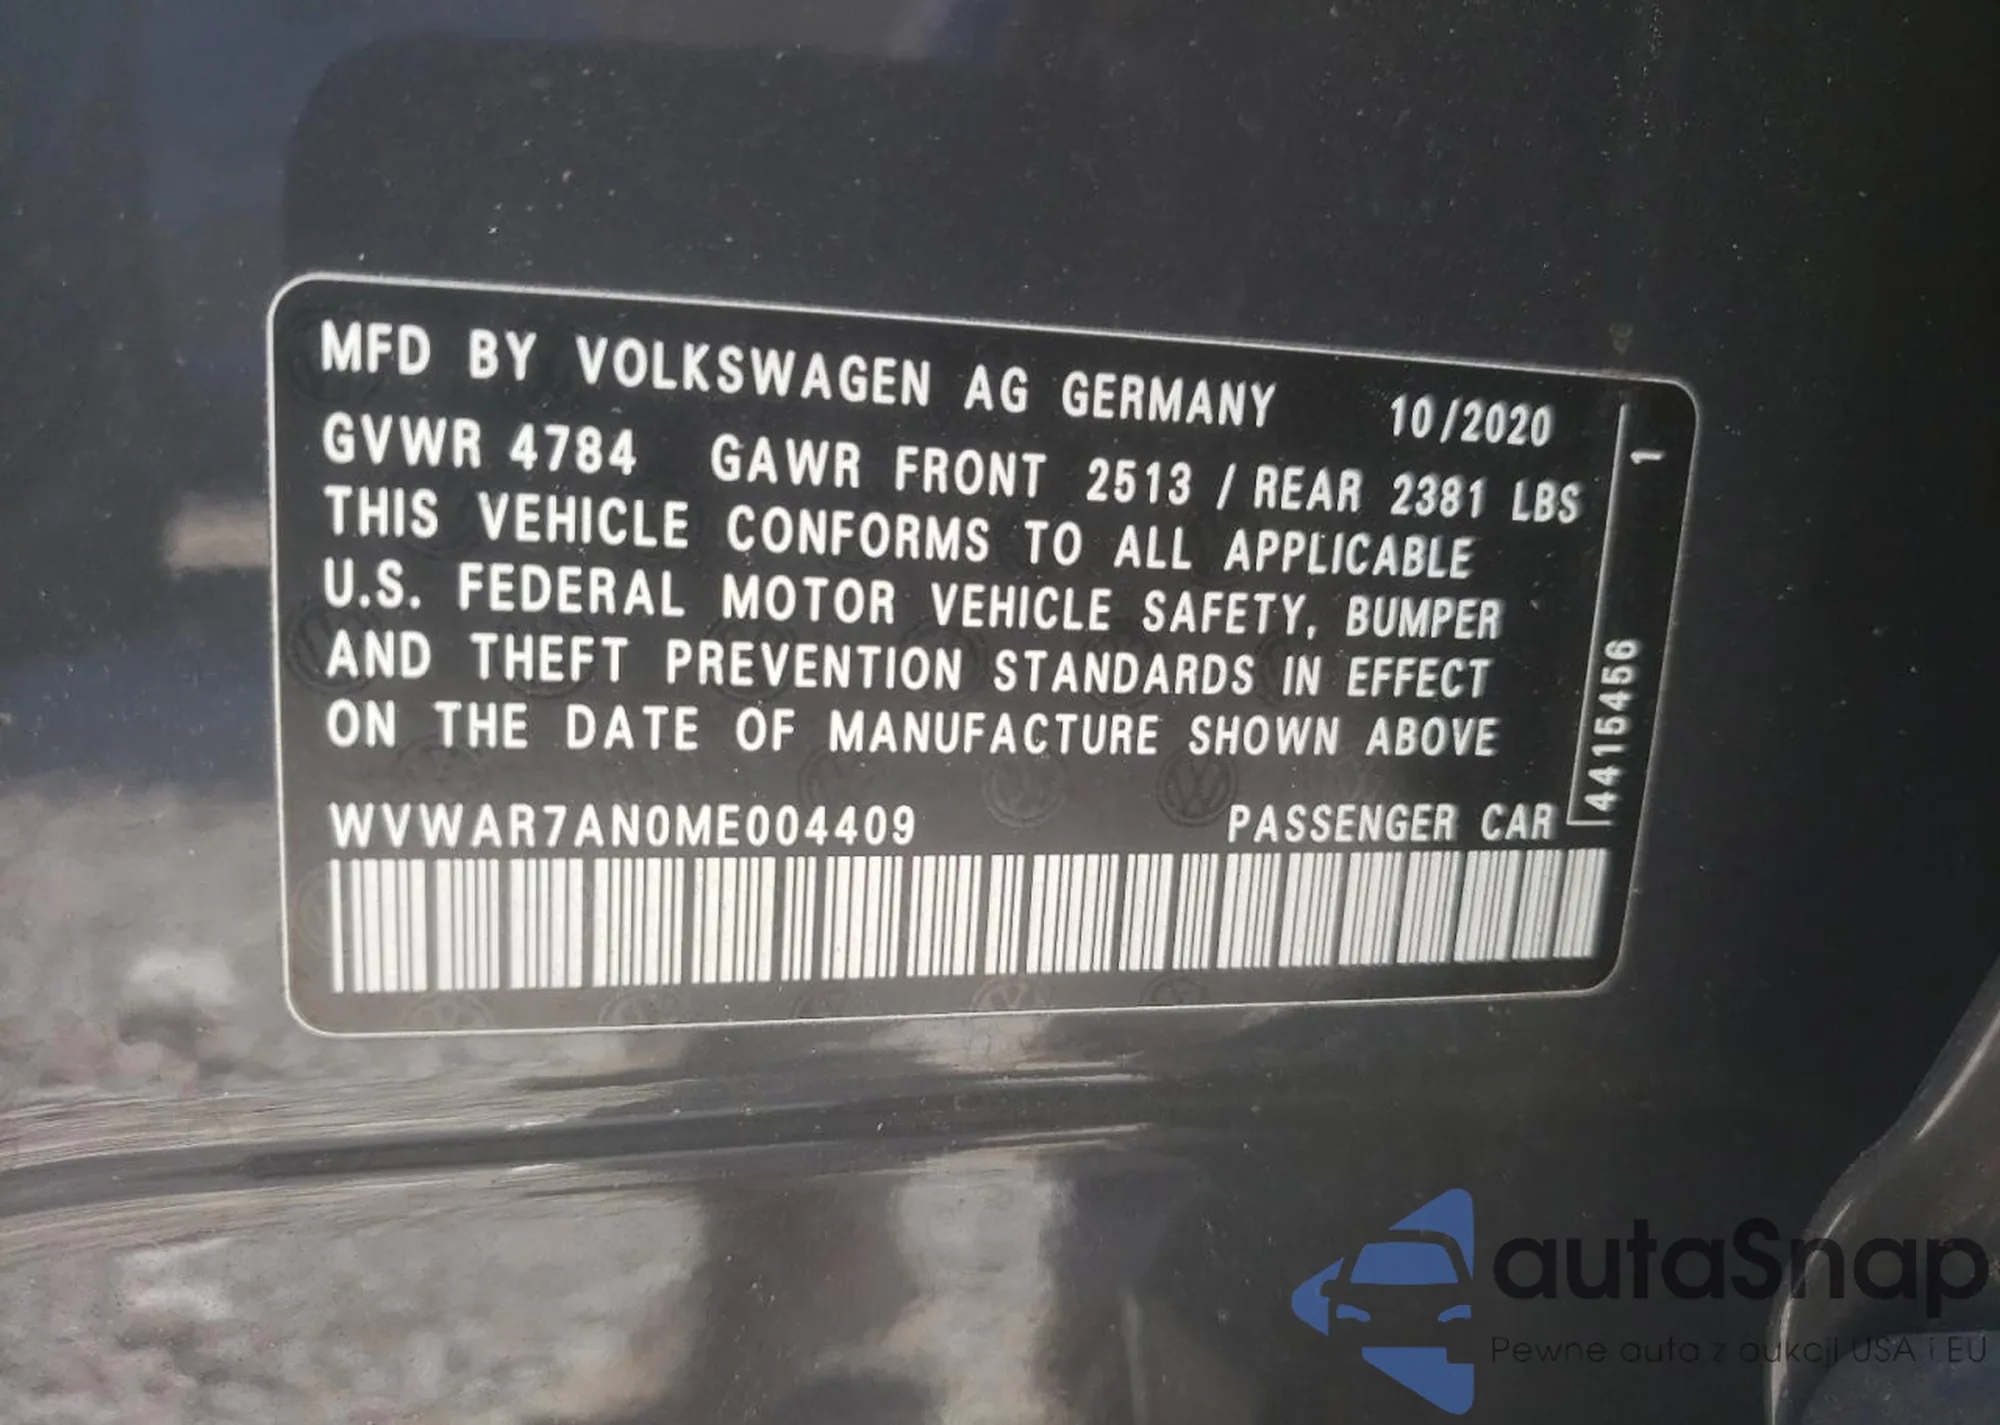 MFD BY VOLKSWAGEN AG GERMANY 10/2020
GVWR 4784 GAWR FRONT 2513 / REAR 2381 LBS
THIS VEHICLE CONFORMS TO ALL APPLICABLE
U.S. FEDERAL MOTOR VEHICLE SAFETY, BUMPER
AND THEFT PREVENTION STANDARDS IN EFFECT
ON THE DATE OF MANUFACTURE SHOWN ABOVE
WVWAR7AN0ME004409 PASSENGER CAR
4415456 1
autaSnap
Pewne auta z aukcji USA i EU